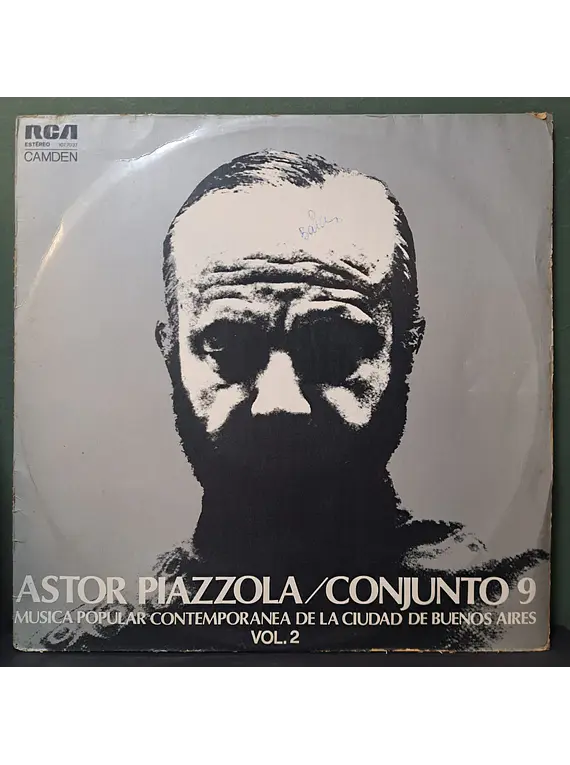 RCA
ESTÉREO
CAMDEN
ASTOR PIAZZOLA/CONJUNTO 9
MUSICA POPULAR CONTEMPORANEA DE LA CIUDAD DE BUENOS AIRES
VOL. 2